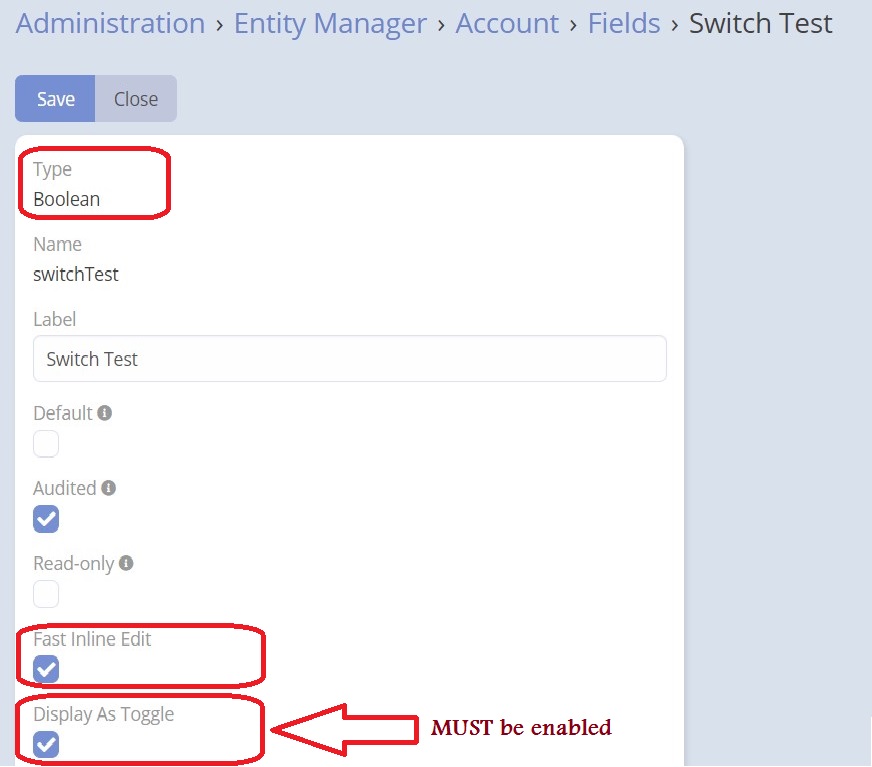 Administration › Entity Manager › Account › Fields › Switch Test
Save Close
Type
Boolean
Name
switchTest
Label
Switch Test
Default
Audited
Read-only
Fast Inline Edit
Display As Toggle
MUST be enabled